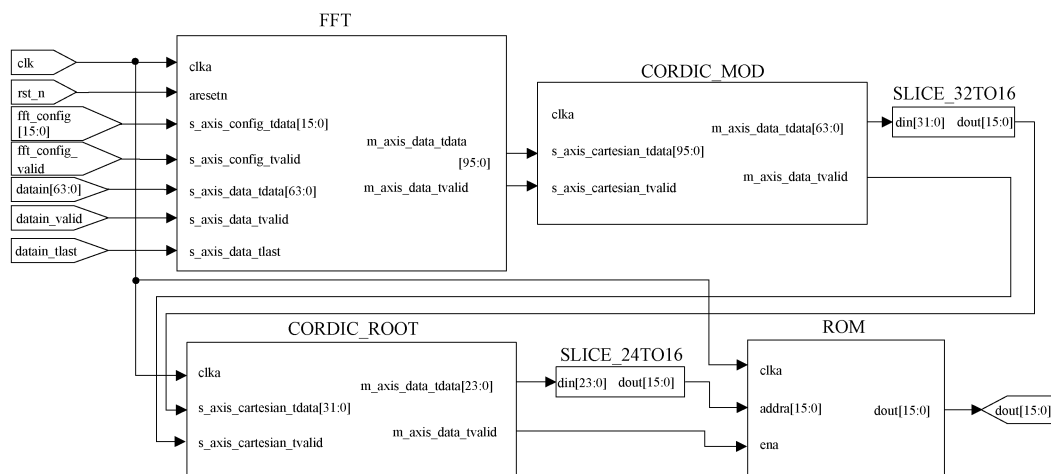 FFT
clk
rst_n
fft_config
[15:0]
fft_config_
valid
datain[63:0]
datain_valid
datain_tlast
clka
aresetn
s_axis_config_tdata[15:0]
s_axis_config_tvalid
s_axis_data_tdata[63:0]
s_axis_data_tvalid
s_axis_data_tlast
m_axis_data_tdata
[95:0]
m_axis_data_tvalid
CORDIC_MOD
clka
s_axis_cartesian_tdata[95:0]
s_axis_cartesian_tvalid
m_axis_data_tdata[63:0]
m_axis_data_tvalid
SLICE_32TO16
din[31:0] dout[15:0]
CORDIC_ROOT
clka
s_axis_cartesian_tdata[31:0]
s_axis_cartesian_tvalid
m_axis_data_tdata[23:0]
m_axis_data_tvalid
SLICE_24TO16
din[23:0] dout[15:0]
ROM
clka
addra[15:0]
ena
dout[15:0]
dout[15:0]